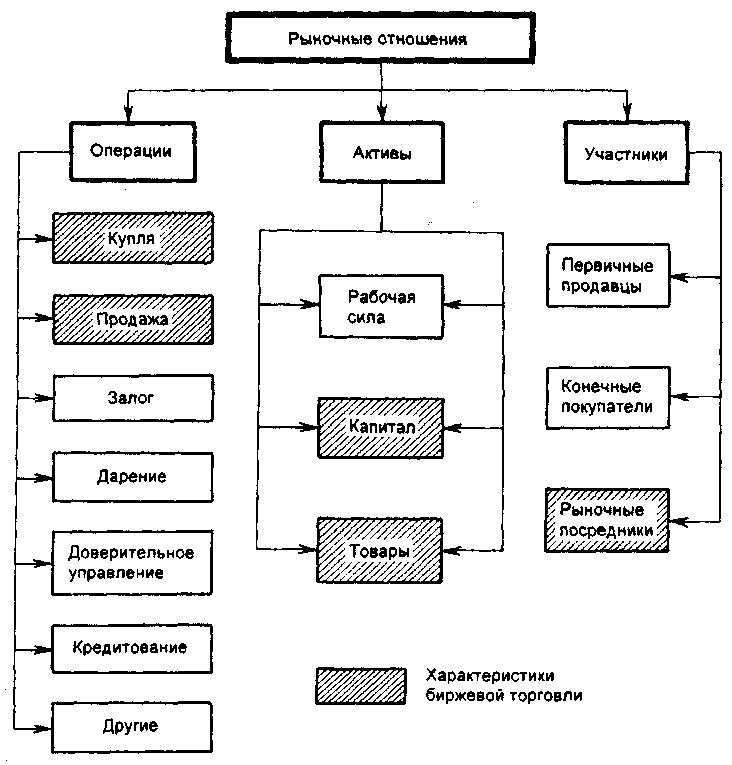 Рыночные отношения
Операции
Активы
Участники
Купля
Продажа
Залог
Дарение
Доверительное
управление
Кредитование
Другие
Рабочая
сила
Капитал
Товары
Первичные
продавцы
Конечные
покупатели
Рыночные
посредники
Характеристики
биржевой торговли